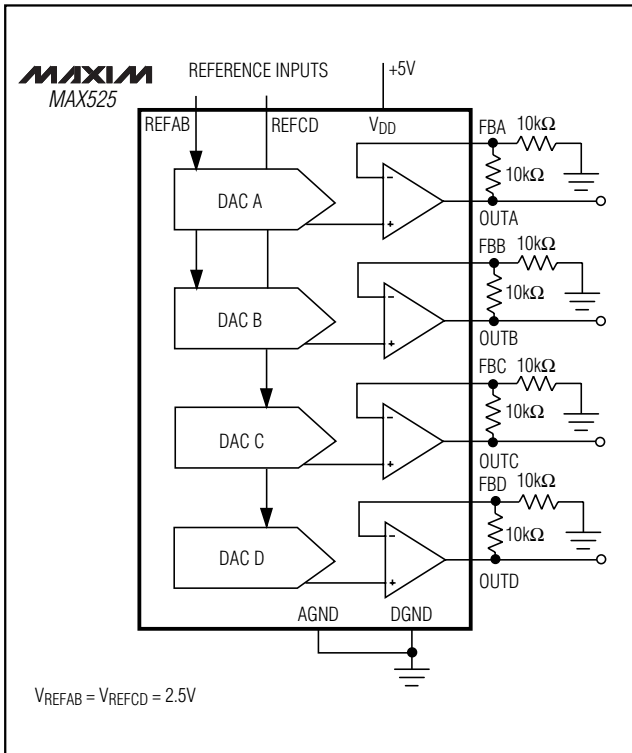 MAXIM
MAX525
REFERENCE INPUTS
+5V
REFAB
REFCD
VDD
FBA
10kΩ
10kΩ
DAC A
-
+
OUTA
FBB
10kΩ
10kΩ
DAC B
-
+
OUTB
FBC
10kΩ
10kΩ
DAC C
-
+
OUTC
FBD
10kΩ
10kΩ
DAC D
-
+
OUTD
AGND
DGND
VREFAB = VREFCD = 2.5V